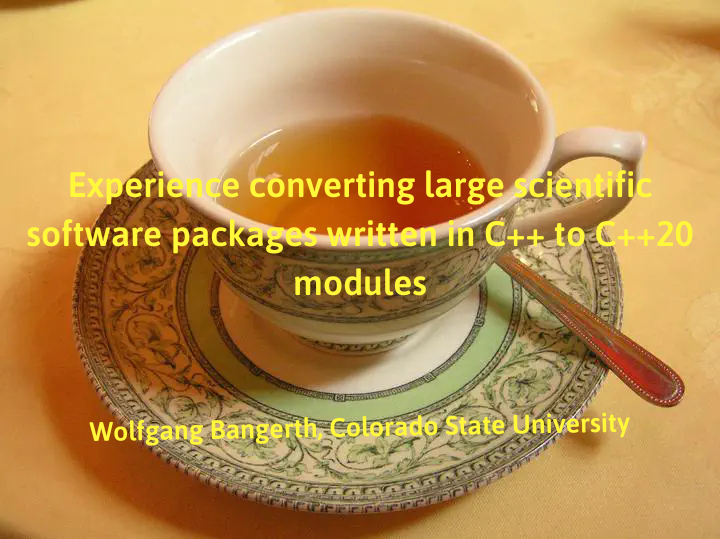 Experience converting large scientific
software packages written in C++ to C++20
modules
Wolfgang Bangerth, Colorado State University